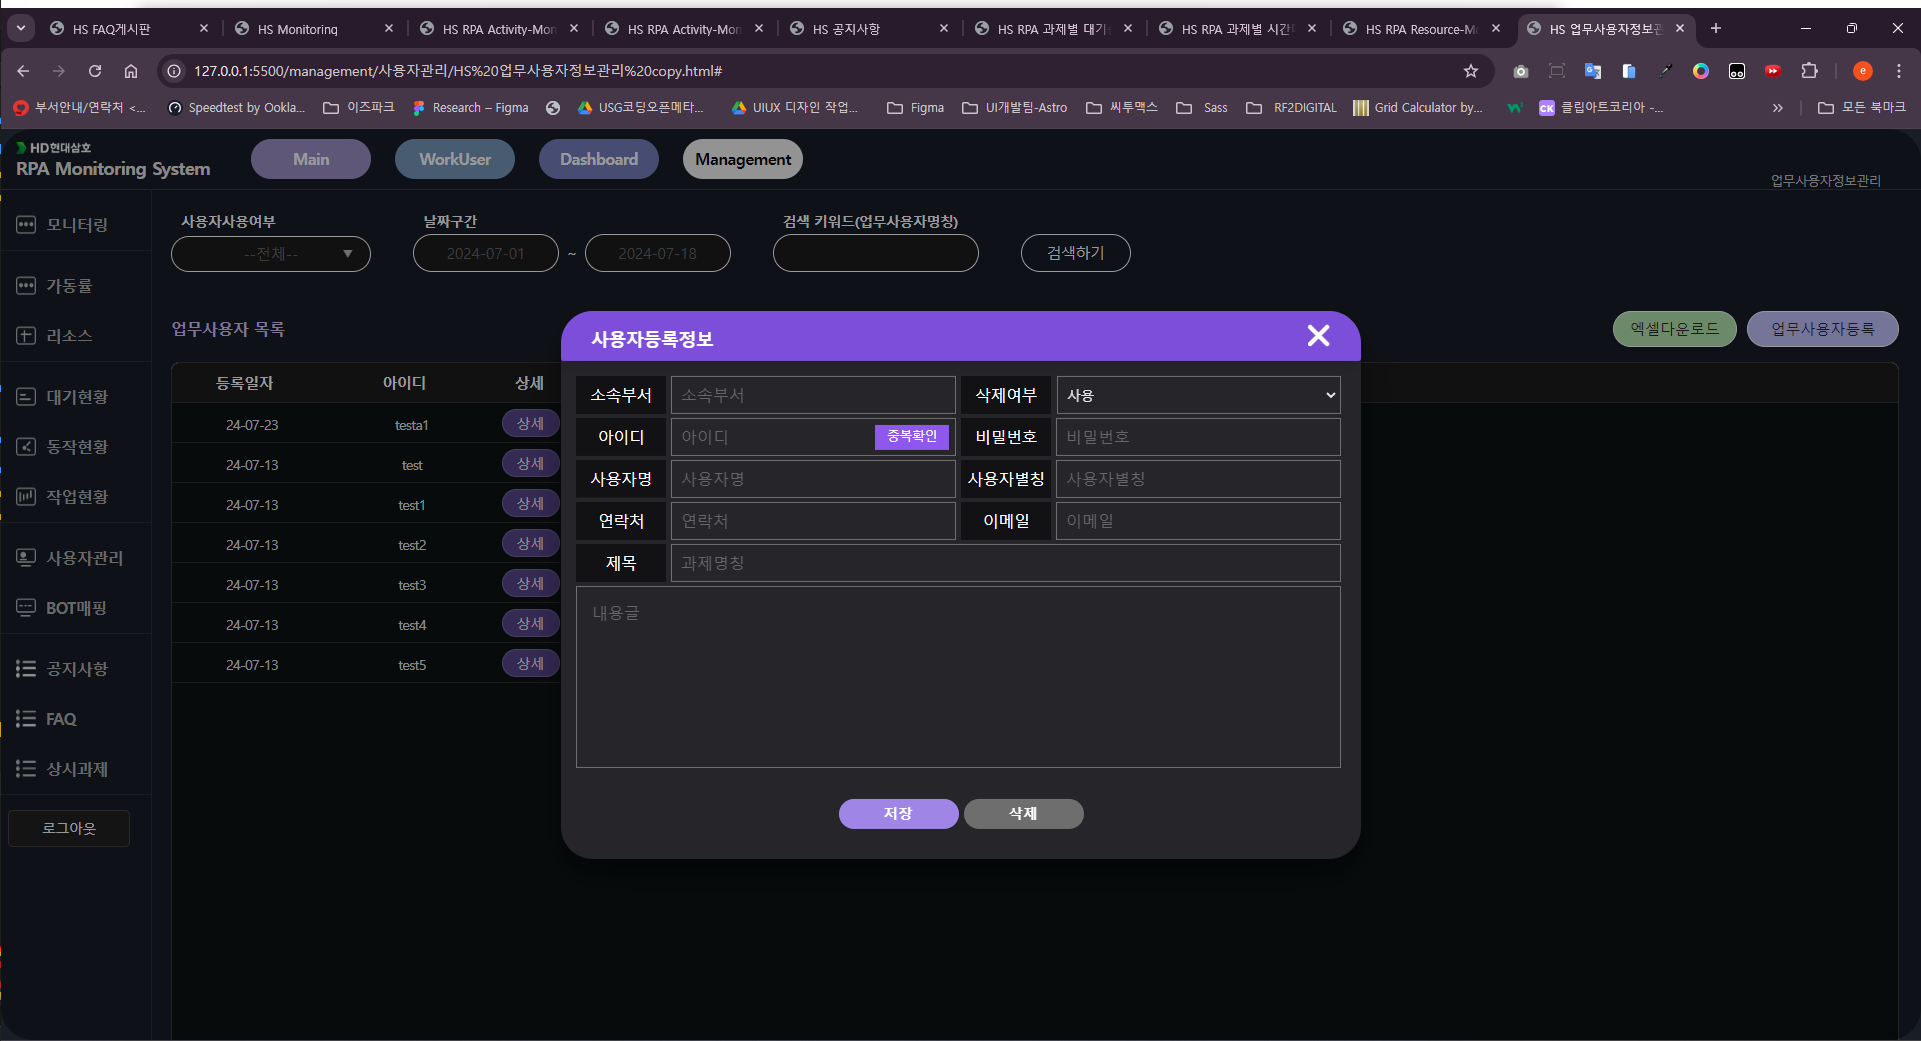 HS FAQ게시판
HS Monitoring
HS RPA Activity-Mon
HS RPA Activity-Mon
HS 공지사항
HS RPA 과제별 대기
HS RPA 과제별 시간
HS RPA Resource-Mo
HS 업무사용자정보관
127.0.0.1:5500/management/사용자관리/HS%20업무사용자정보관리%20copy.html#
e
부서안내/연락처 <...
Speedtest by Ookla...
이즈파크
Research – Figma
USG코딩오픈메타...
UIUX 디자인 작업...
Figma
UI개발팀-Astro
씨투맥스
Sass
RF2DIGITAL
Grid Calculator by...
CK
클립아트코리아 -...
»
모든 북마크
HD현대삼호
RPA Monitoring System
Main
WorkUser
Dashboard
Management
업무사용자정보관리
모니터링
가동률
리소스
대기현황
동작현황
작업현황
사용자관리
BOT매핑
공지사항
FAQ
상시과제
로그아웃
사용자사용여부
날짜구간
검색 키워드(업무사용자명칭)
--전체--
2024-07-01
~
2024-07-18
검색하기
업무사용자 목록
엑셀다운로드
업무사용자등록
등록일자 아이디 상세
24-07-23 testa1 상세
24-07-13 test 상세
24-07-13 test1 상세
24-07-13 test2 상세
24-07-13 test3 상세
24-07-13 test4 상세
24-07-13 test5 상세
사용자등록정보
소속부서 소속부서 삭제여부 사용
아이디 아이디 중복확인 비밀번호 비밀번호
사용자명 사용자명 사용자별칭 사용자별칭
연락처 연락처 이메일 이메일
제목 과제명칭
내용글
저장
삭제